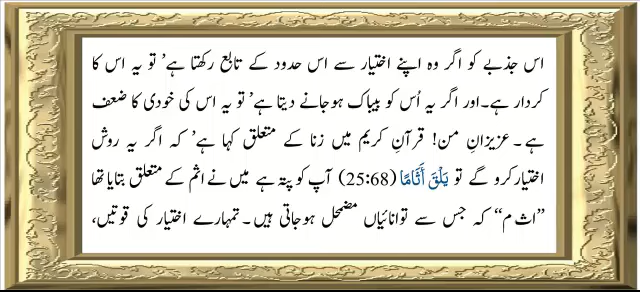 اس جذبے کو اگر وہ اپنے اختیار سے اس حدود کے تابع رکھتا ہے’ تو یہ اس کا
کردار ہے۔اور اگر یہ اُس کو بیباک ہوجانے دیتا ہے’ تو یہ اس کی خودی کا ضعف
ہے۔عزیزانِ من! قرآنِ کریم میں زنا کے متعلق کہا ہے’ کہ اگر یہ روش
اختیارکرو گے تو یَلْقَ أَثَامًا (25:68) آپ کو پتہ ہے میں نے اثم کے متعلق بتایا تھا
”اث م“ کہ جس سے توانائیاں مضمحل ہوجاتی ہیں۔تمہارے اختیار کی قوتیں،